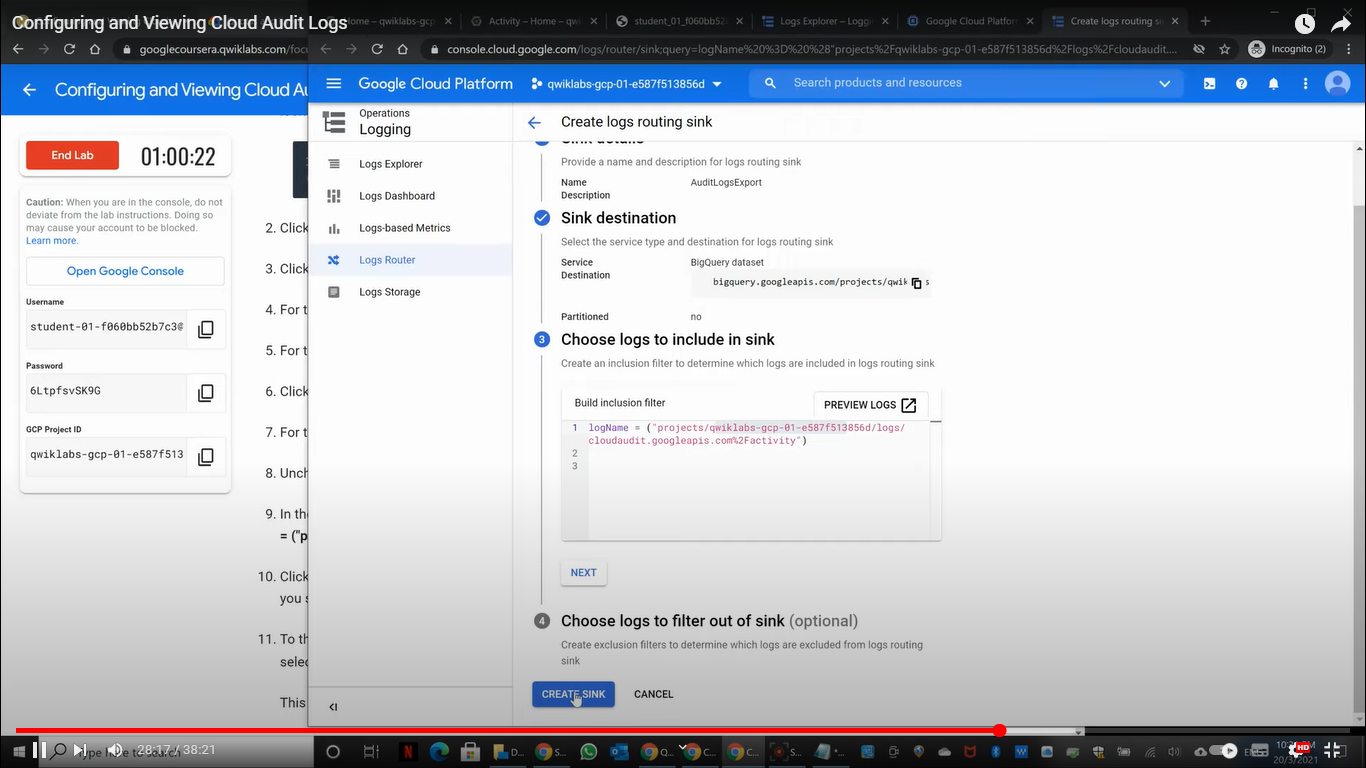 Configuring and Viewing Cloud Audit Logs
Home – qwiklabs-gcp
Activity – Home – qwi
student_01_f060bb52
Logs Explorer – Loggi
Google Cloud Platform
Create logs routing si
googlecoursera.qwiklabs.com/foc
console.cloud.google.com/logs/router/sink;query=logName%20%3D%20%28"projects%2Fqwiklabs-gcp-01-e587f513856d%2Flogs%2Fcloudaudit....
Incognito (2)
Configuring and Viewing Cloud Au
Google Cloud Platform
qwiklabs-gcp-01-e587f513856d
Search products and resources
End Lab
01:00:22
Caution: When you are in the console, do not
deviate from the lab instructions. Doing so
may cause your account to be blocked.
Learn more.
Open Google Console
Username
student-01-f060bb52b7c3@
Password
6LtpfsvSK9G
GCP Project ID
qwiklabs-gcp-01-e587f513
2. Click
3. Click
4. For t
5. For t
6. Click
7. For t
8. Unch
9. In the
= ("p
10. Click
you s
11. To th
selec
This
Operations
Logging
Logs Explorer
Logs Dashboard
Logs-based Metrics
Logs Router
Logs Storage
Create logs routing sink
Sink details
Provide a name and description for logs routing sink
Name
AuditLogsExport
Description
Sink destination
Select the service type and destination for logs routing sink
Service
BigQuery dataset
Destination
bigquery.googleapis.com/projects/qwik
s
Partitioned
no
3
Choose logs to include in sink
Create an inclusion filter to determine which logs are included in logs routing sink
Build inclusion filter
PREVIEW LOGS
1 logName = ("projects/qwiklabs-gcp-01-e587f513856d/logs/
cloudaudit.googleapis.com%2Factivity")
2
3
NEXT
4
Choose logs to filter out of sink (optional)
Create exclusion filters to determine which logs are excluded from logs routing
sink
CREATE SINK
CANCEL
28:17 / 38:21
Type here to search
HD
20/3/2021